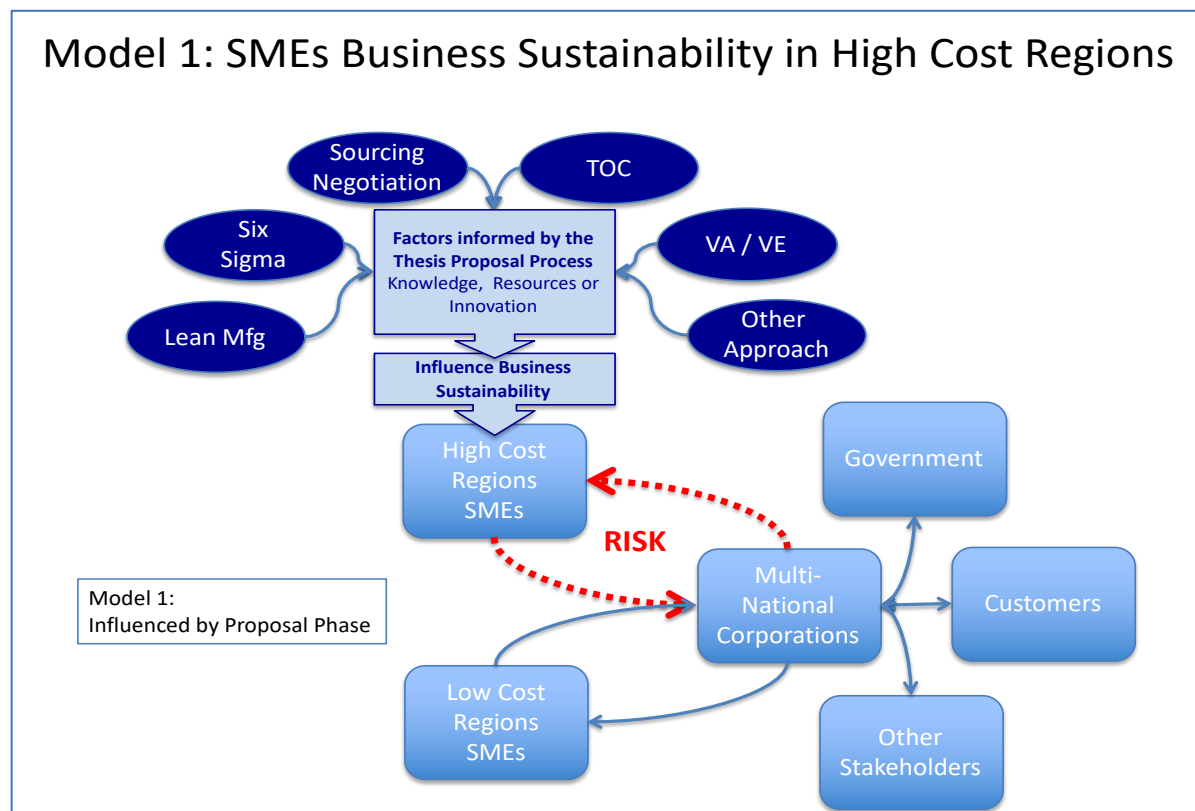 Model 1: SMEs Business Sustainability in High Cost Regions
Sourcing
Negotiation
TOC
Six
Sigma
Factors informed by the
Thesis Proposal Process
Knowledge, Resources or
Innovation
VA / VE
Lean Mfg
Other
Approach
Influence Business
Sustainability
High Cost
Regions
SMEs
Government
RISK
Multi-
National
Corporations
Customers
Model 1:
Influenced by Proposal Phase
Low Cost
Regions
SMEs
Other
Stakeholders